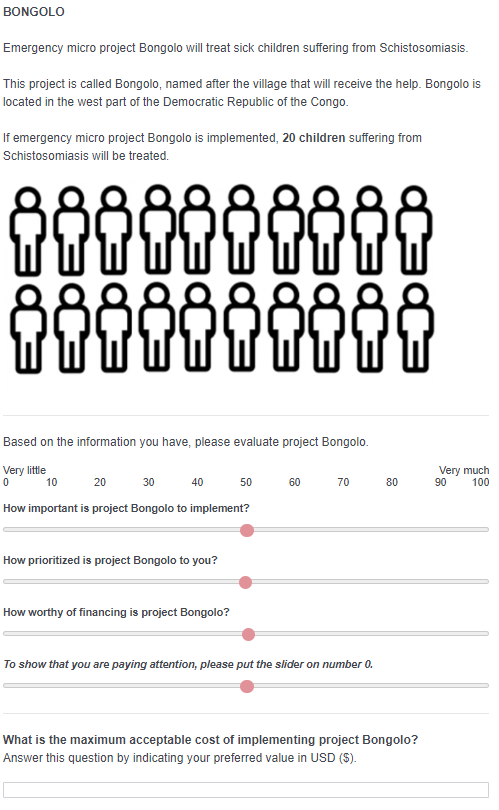 BONGOLO
Emergency micro project Bongolo will treat sick children suffering from Schistosomiasis.
This project is called Bongolo, named after the village that will receive the help. Bongolo is
located in the west part of the Democratic Republic of the Congo.
If emergency micro project Bongolo is implemented, 20 children suffering from
Schistosomiasis will be treated.
Based on the information you have, please evaluate project Bongolo.
Very little Very much
0 10 20 30 40 50 60 70 80 90 100
How important is project Bongolo to implement?
How prioritized is project Bongolo to you?
How worthy of financing is project Bongolo?
To show that you are paying attention, please put the slider on number 0.
What is the maximum acceptable cost of implementing project Bongolo?
Answer this question by indicating your preferred value in USD ($).